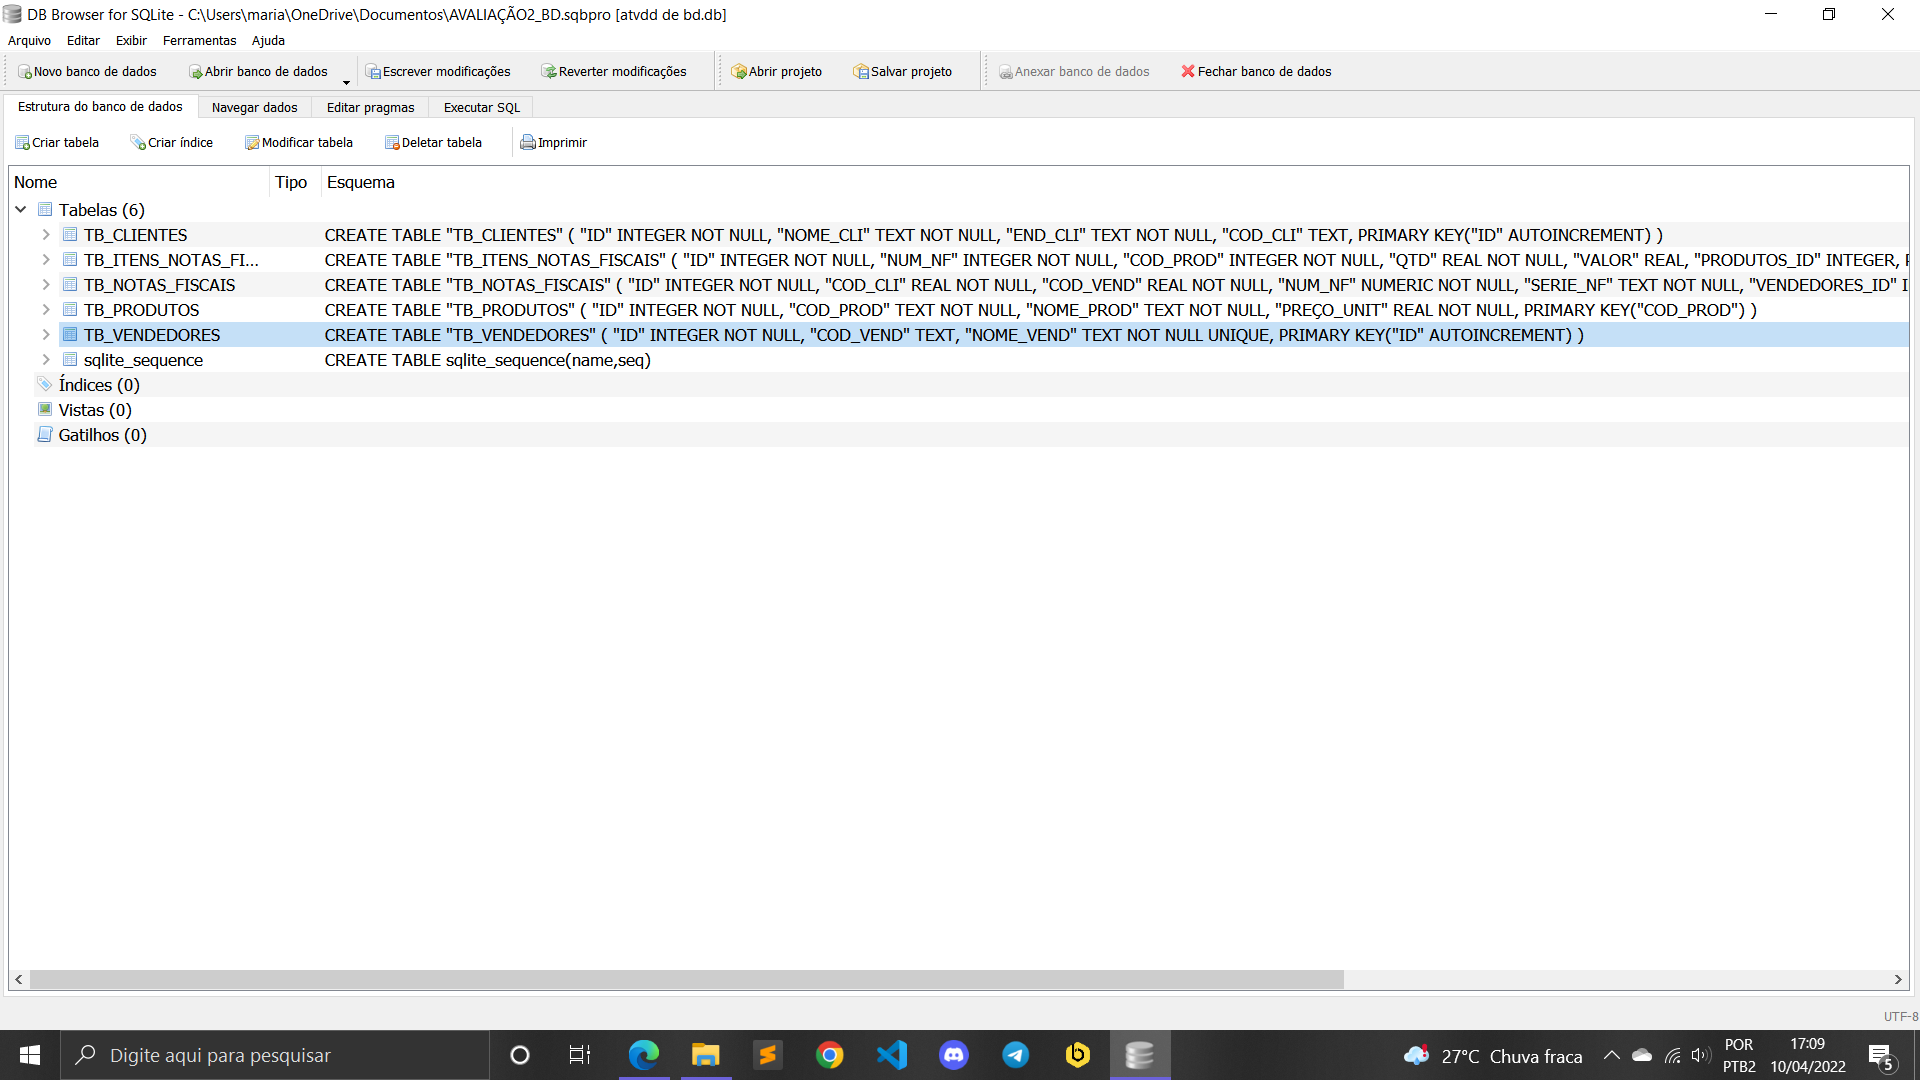 DB Browser for SQLite - C:\Users\maria\OneDrive\Documentos\AVALIAÇÃO2_BD.sqbpro [atvdd de bd.db]
Arquivo Editar Exibir Ferramentas Ajuda
Novo banco de dados Abrir banco de dados Escrever modificações Reverter modificações Abrir projeto Salvar projeto Anexar banco de dados Fechar banco de dados
Estrutura do banco de dados Navegar dados Editar pragmas Executar SQL
Criar tabela Criar índice Modificar tabela Deletar tabela Imprimir
Nome Tipo Esquema
Tabelas (6)
TB_CLIENTES CREATE TABLE "TB_CLIENTES" ( "ID" INTEGER NOT NULL, "NOME_CLI" TEXT NOT NULL, "END_CLI" TEXT NOT NULL, "COD_CLI" TEXT, PRIMARY KEY("ID" AUTOINCREMENT) )
TB_ITENS_NOTAS_FI... CREATE TABLE "TB_ITENS_NOTAS_FISCAIS" ( "ID" INTEGER NOT NULL, "NUM_NF" INTEGER NOT NULL, "COD_PROD" INTEGER NOT NULL, "QTD" REAL NOT NULL, "VALOR" REAL, "PRODUTOS_ID" INTEGER,
TB_NOTAS_FISCAIS CREATE TABLE "TB_NOTAS_FISCAIS" ( "ID" INTEGER NOT NULL, "COD_CLI" REAL NOT NULL, "COD_VEND" REAL NOT NULL, "NUM_NF" NUMERIC NOT NULL, "SERIE_NF" TEXT NOT NULL, "VENDEDORES_ID" I
TB_PRODUTOS CREATE TABLE "TB_PRODUTOS" ( "ID" INTEGER NOT NULL, "COD_PROD" TEXT NOT NULL, "NOME_PROD" TEXT NOT NULL, "PREÇO_UNIT" REAL NOT NULL, PRIMARY KEY("COD_PROD") )
TB_VENDEDORES CREATE TABLE "TB_VENDEDORES" ( "ID" INTEGER NOT NULL, "COD_VEND" TEXT, "NOME_VEND" TEXT NOT NULL UNIQUE, PRIMARY KEY("ID" AUTOINCREMENT) )
sqlite_sequence CREATE TABLE sqlite_sequence(name,seq)
Índices (0)
Vistas (0)
Gatilhos (0)
UTF-8
Digite aqui para pesquisar
27°C Chuva fraca
POR
PTB2
17:09
10/04/2022
5